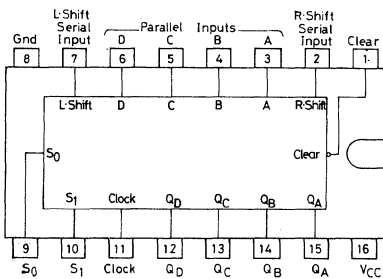 L·Shift Serial Input
Parallel Inputs
R·Shift Serial Input
Gnd D C B A Clear
8 7 6 5 4 3 2 1
L·Shift D C B A R·Shift
S0 Clear
S1 Clock QD QC QB QA
9 10 11 12 13 14 15 16
S0 S1 Clock QD QC QB QA VCC